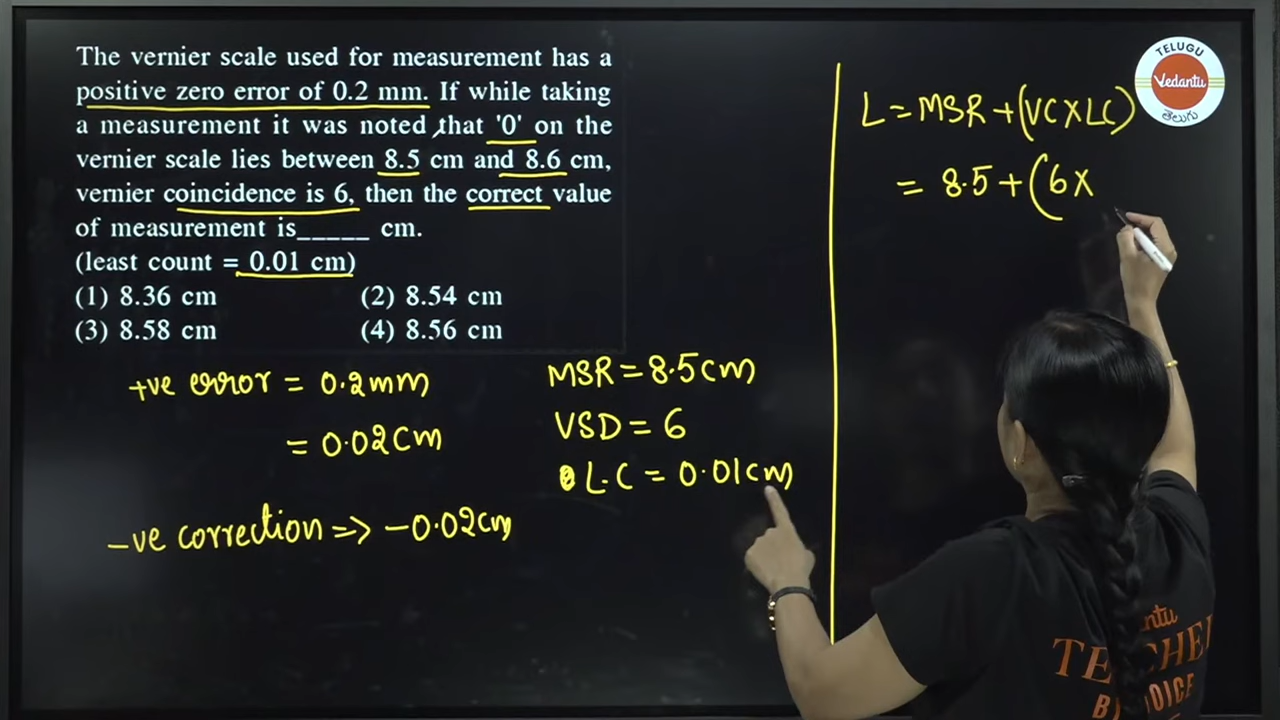 The vernier scale used for measurement has a
positive zero error of 0.2 mm. If while taking
a measurement it was noted that '0' on the
vernier scale lies between 8.5 cm and 8.6 cm,
vernier coincidence is 6, then the correct value
of measurement is_____ cm.
(least count = 0.01 cm)
(1) 8.36 cm (2) 8.54 cm
(3) 8.58 cm (4) 8.56 cm
+ve error = 0.2mm
= 0.02cm
-ve correction => -0.02cm
MSR = 8.5cm
VSD = 6
L.C = 0.01cm
L = MSR + (VC X LC)
= 8.5 + (6 X
TELUGU
Vedantu
తెలుగు